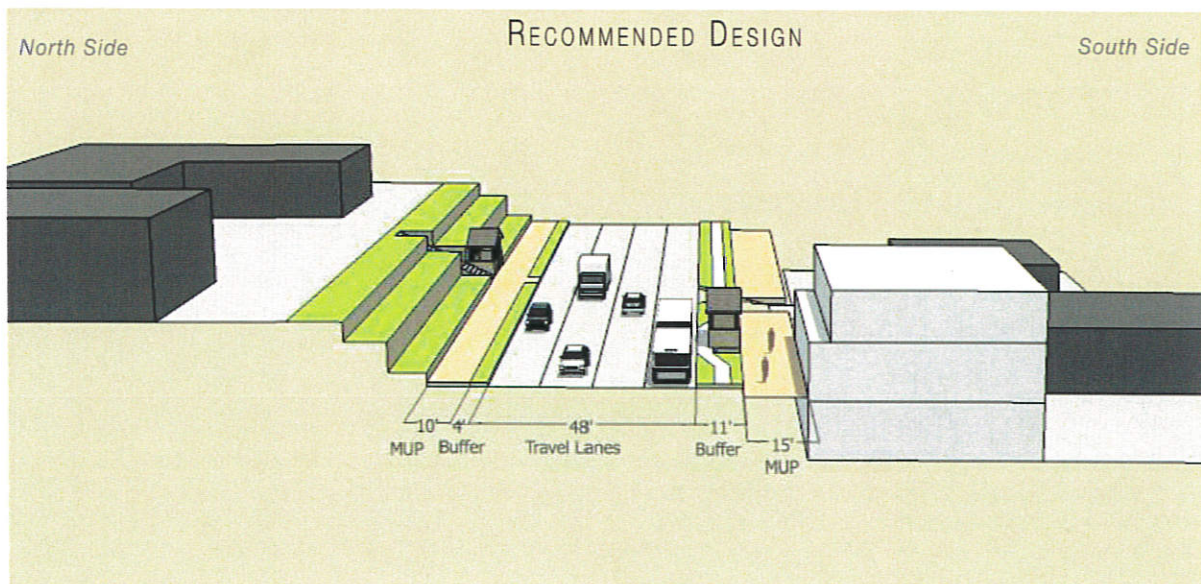 RECOMMENDED DESIGN
North Side
South Side
10' 4' 48' 11' 15'
MUP Buffer Travel Lanes Buffer MUP